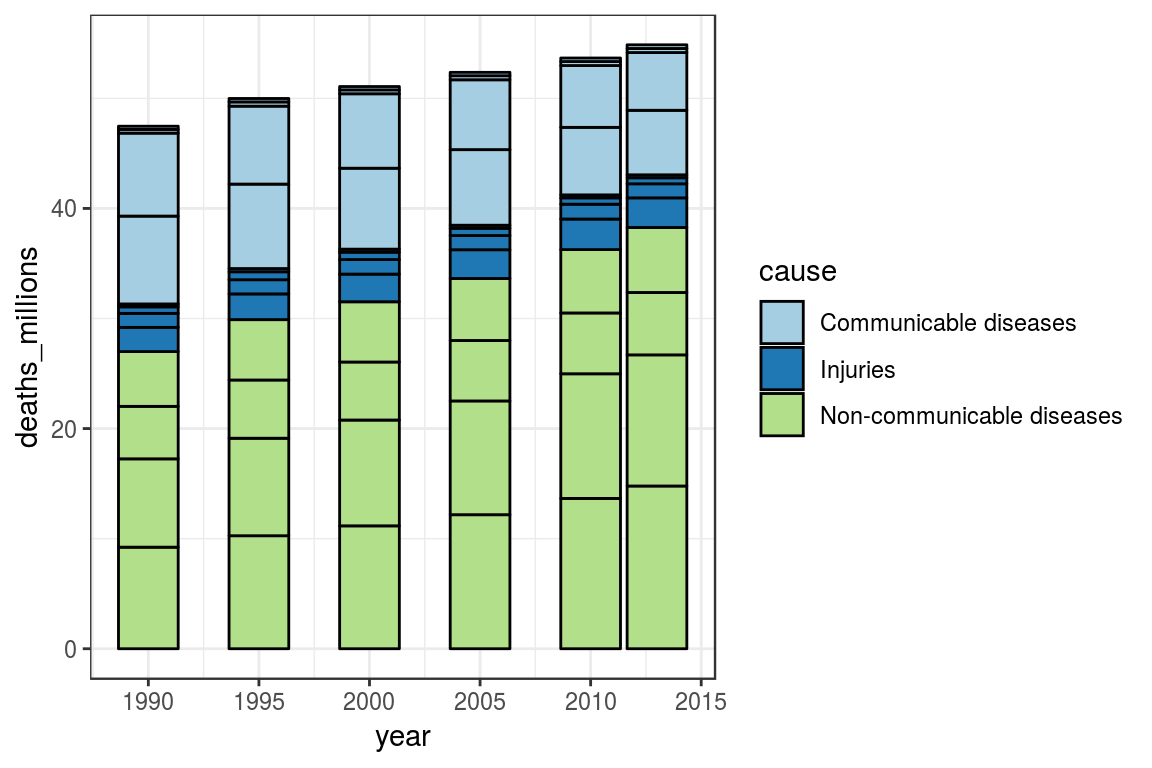 deaths_millions
40
20
0
1990 1995 2000 2005 2010 2015
year
cause
Communicable diseases
Injuries
Non-communicable diseases